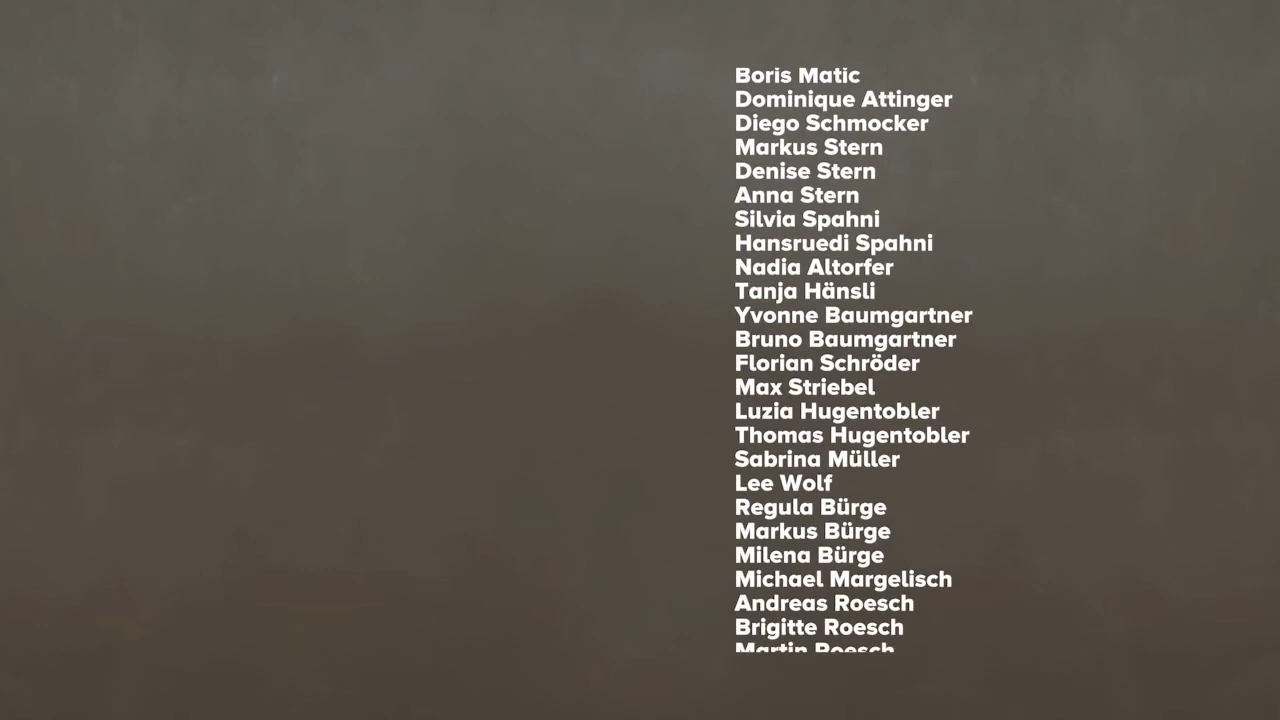 Boris Matic
Dominique Attinger
Diego Schmocker
Markus Stern
Denise Stern
Anna Stern
Silvia Spahni
Hansruedi Spahni
Nadia Altorfer
Tanja Hänsli
Yvonne Baumgartner
Bruno Baumgartner
Florian Schröder
Max Striebel
Luzia Hugentobler
Thomas Hugentobler
Sabrina Müller
Lee Wolf
Regula Bürge
Markus Bürge
Milena Bürge
Michael Margelisch
Andreas Roesch
Brigitte Roesch
Martin Roesch